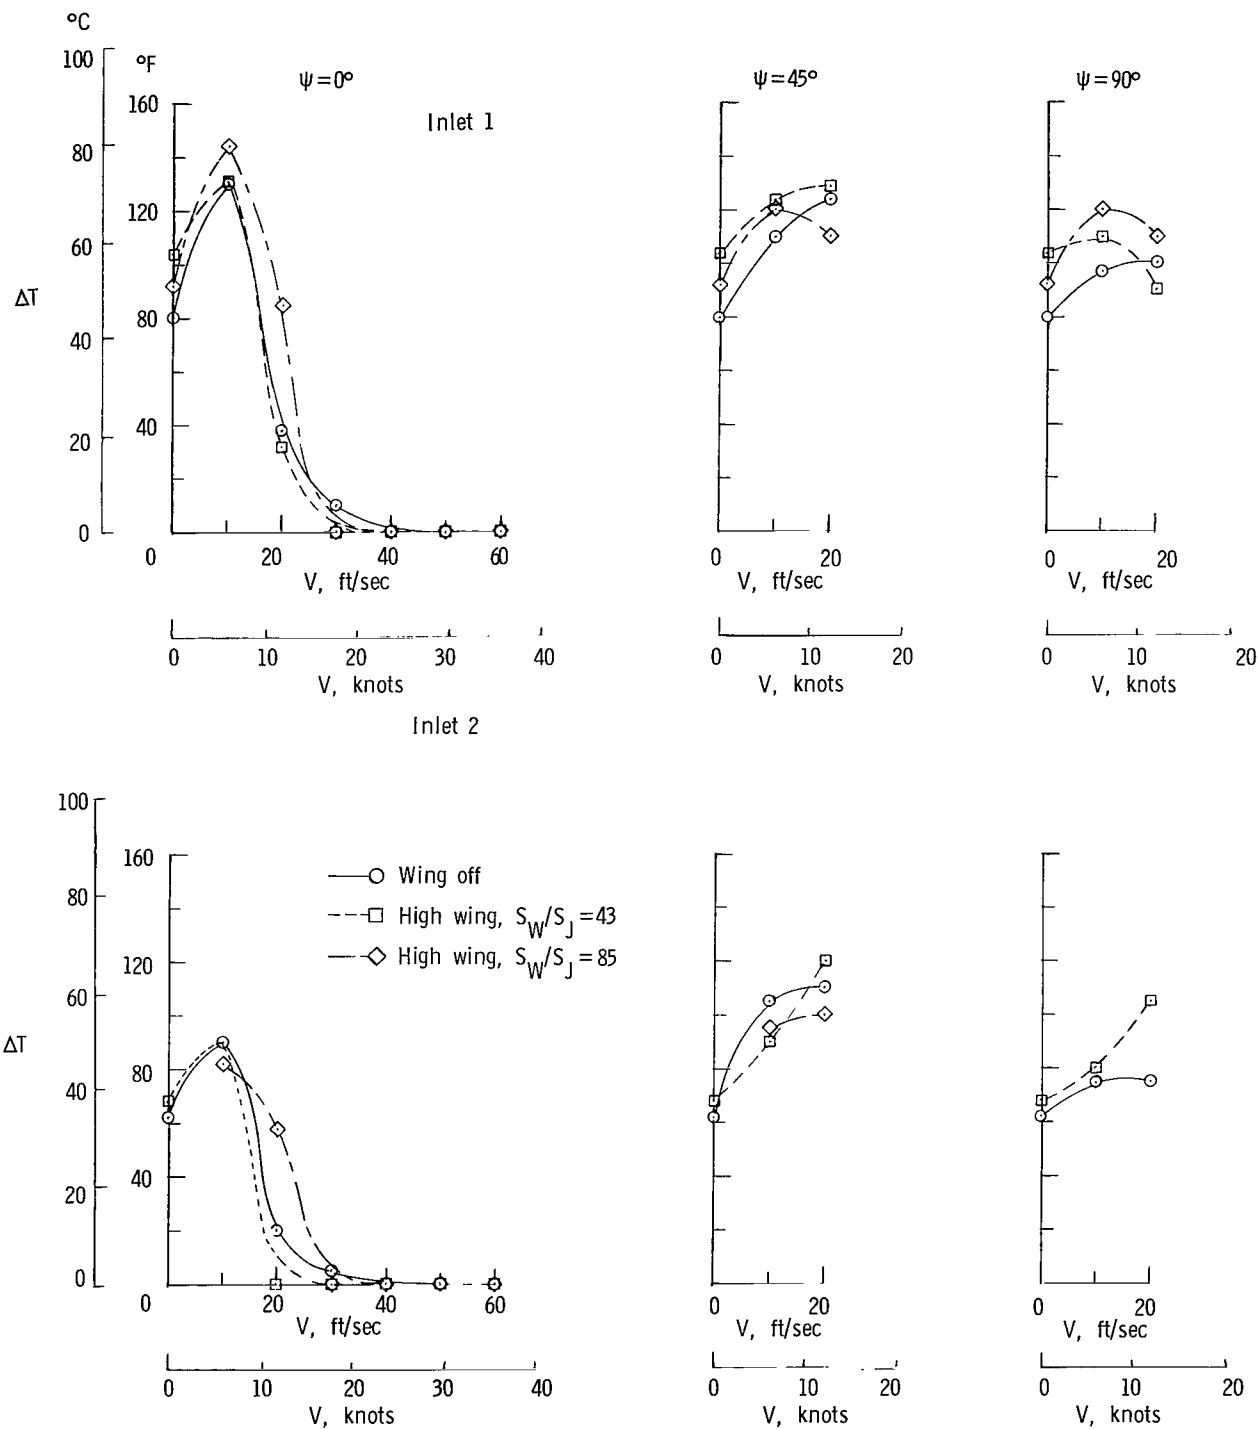 °C
100
°F
ψ=0°
ψ=45°
ψ=90°
160
Inlet 1
80
120
60
ΔT
80
40
40
20
0
0 20 40 60
0 20
0 20
V, ft/sec
V, ft/sec
V, ft/sec
0 10 20 30 40
0 10 20
0 10 20
V, knots
V, knots
V, knots
Inlet 2
100
160
Wing off
80
High wing, S_W/S_J=43
High wing, S_W/S_J=85
120
60
ΔT
80
40
40
20
0
0 20 40 60
0 20
0 20
V, ft/sec
V, ft/sec
V, ft/sec
0 10 20 30 40
0 10 20
0 10 20
V, knots
V, knots
V, knots